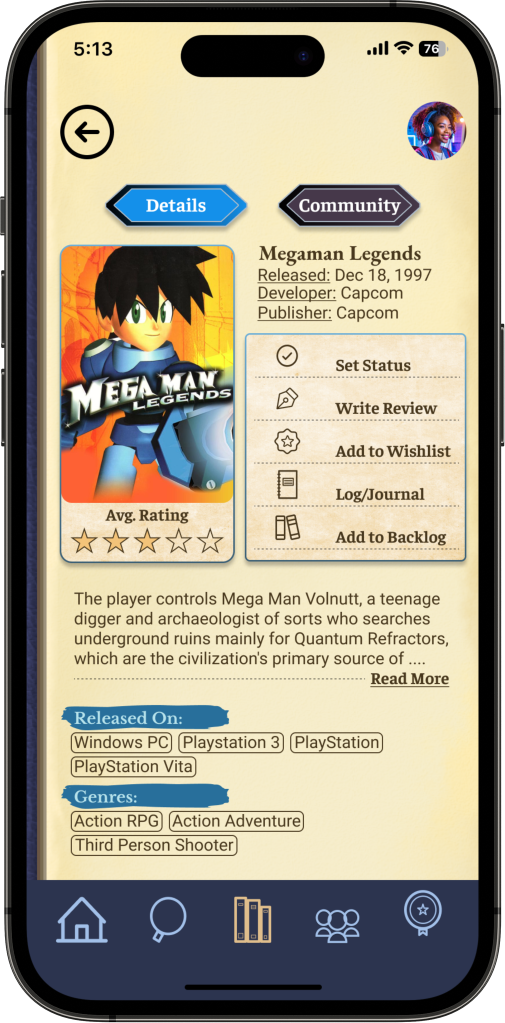 5:13
76
Details
Community
MEGA MAN
LEGENDS
Avg. Rating
Megaman Legends
Released: Dec 18, 1997
Developer: Capcom
Publisher: Capcom
Set Status
Write Review
Add to Wishlist
Log/Journal
Add to Backlog
The player controls Mega Man Volnutt, a teenage
digger and archaeologist of sorts who searches
underground ruins mainly for Quantum Refractors,
which are the civilization's primary source of ....
Read More
Released On:
Windows PC Playstation 3 PlayStation
PlayStation Vita
Genres:
Action RPG Action Adventure
Third Person Shooter